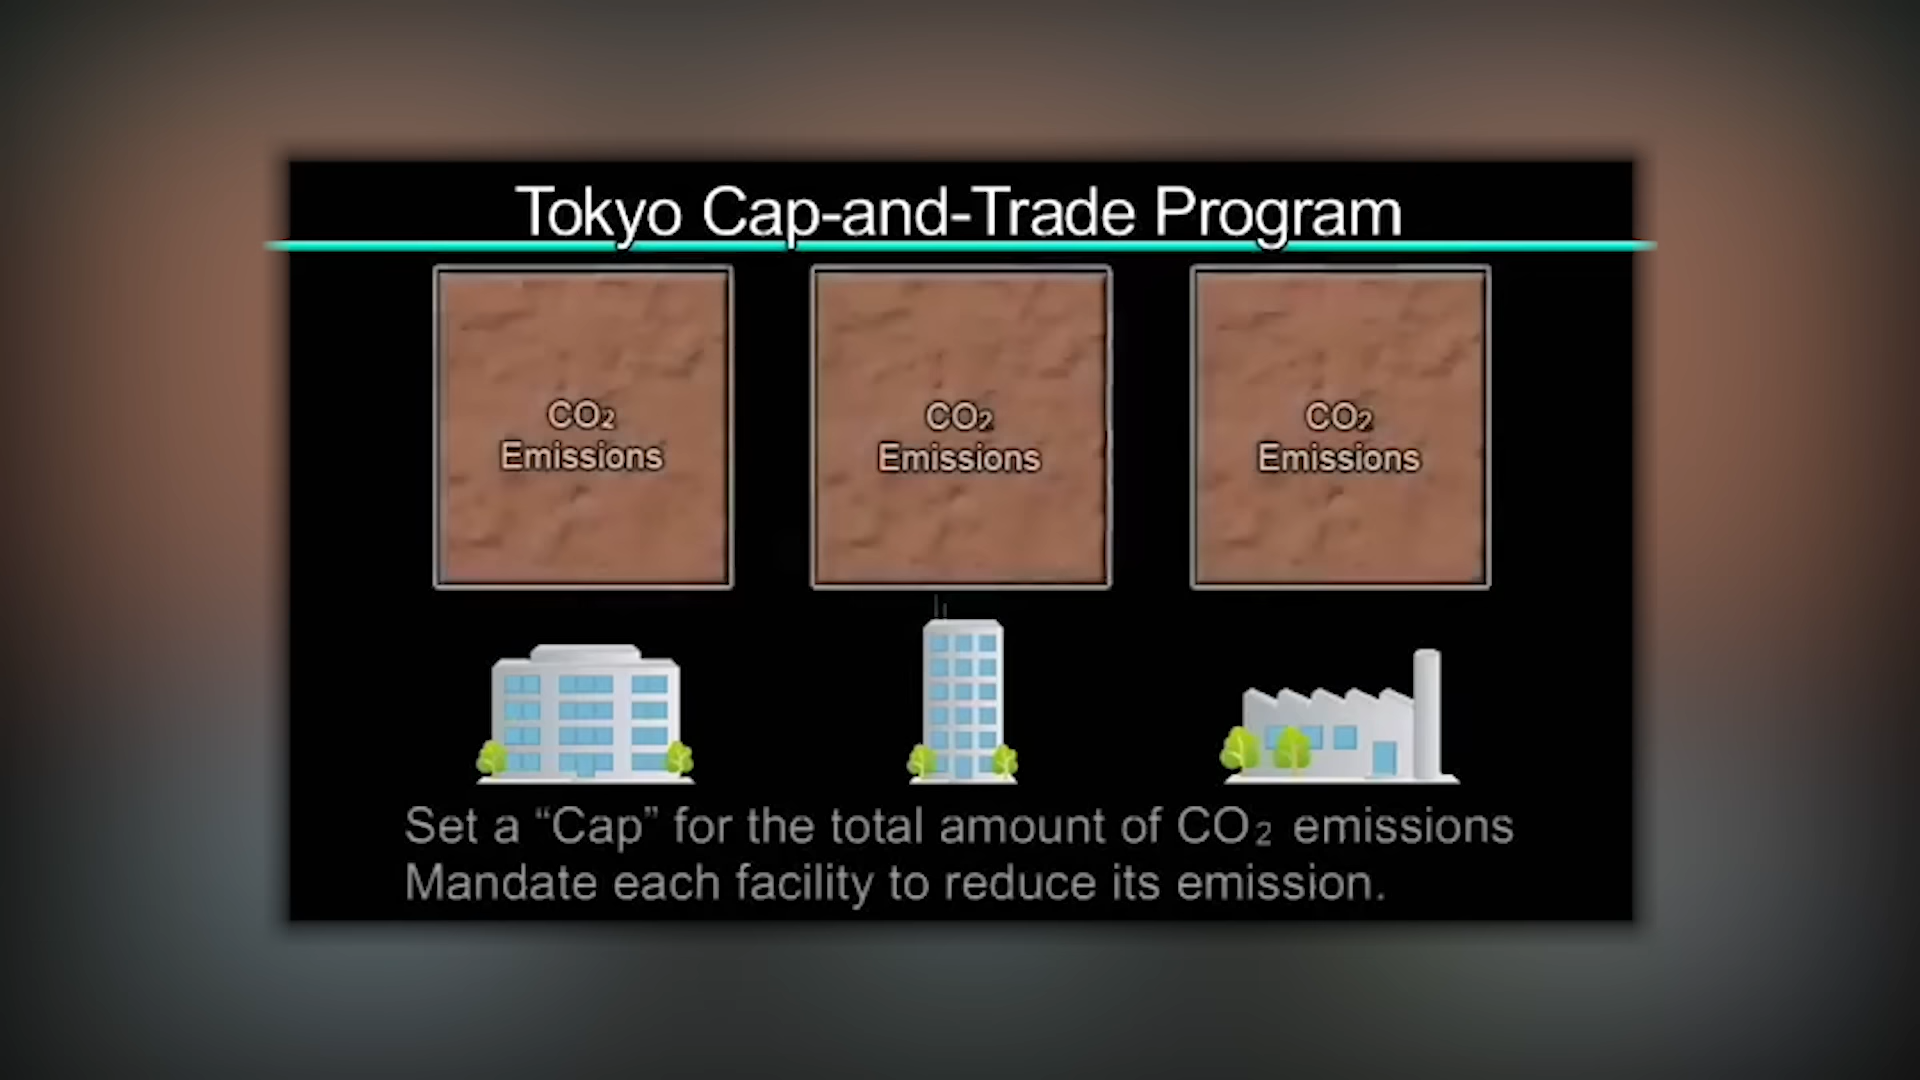 Tokyo Cap-and-Trade Program
CO₂
Emissions
CO₂
Emissions
CO₂
Emissions
Set a “Cap” for the total amount of CO₂ emissions
Mandate each facility to reduce its emission.